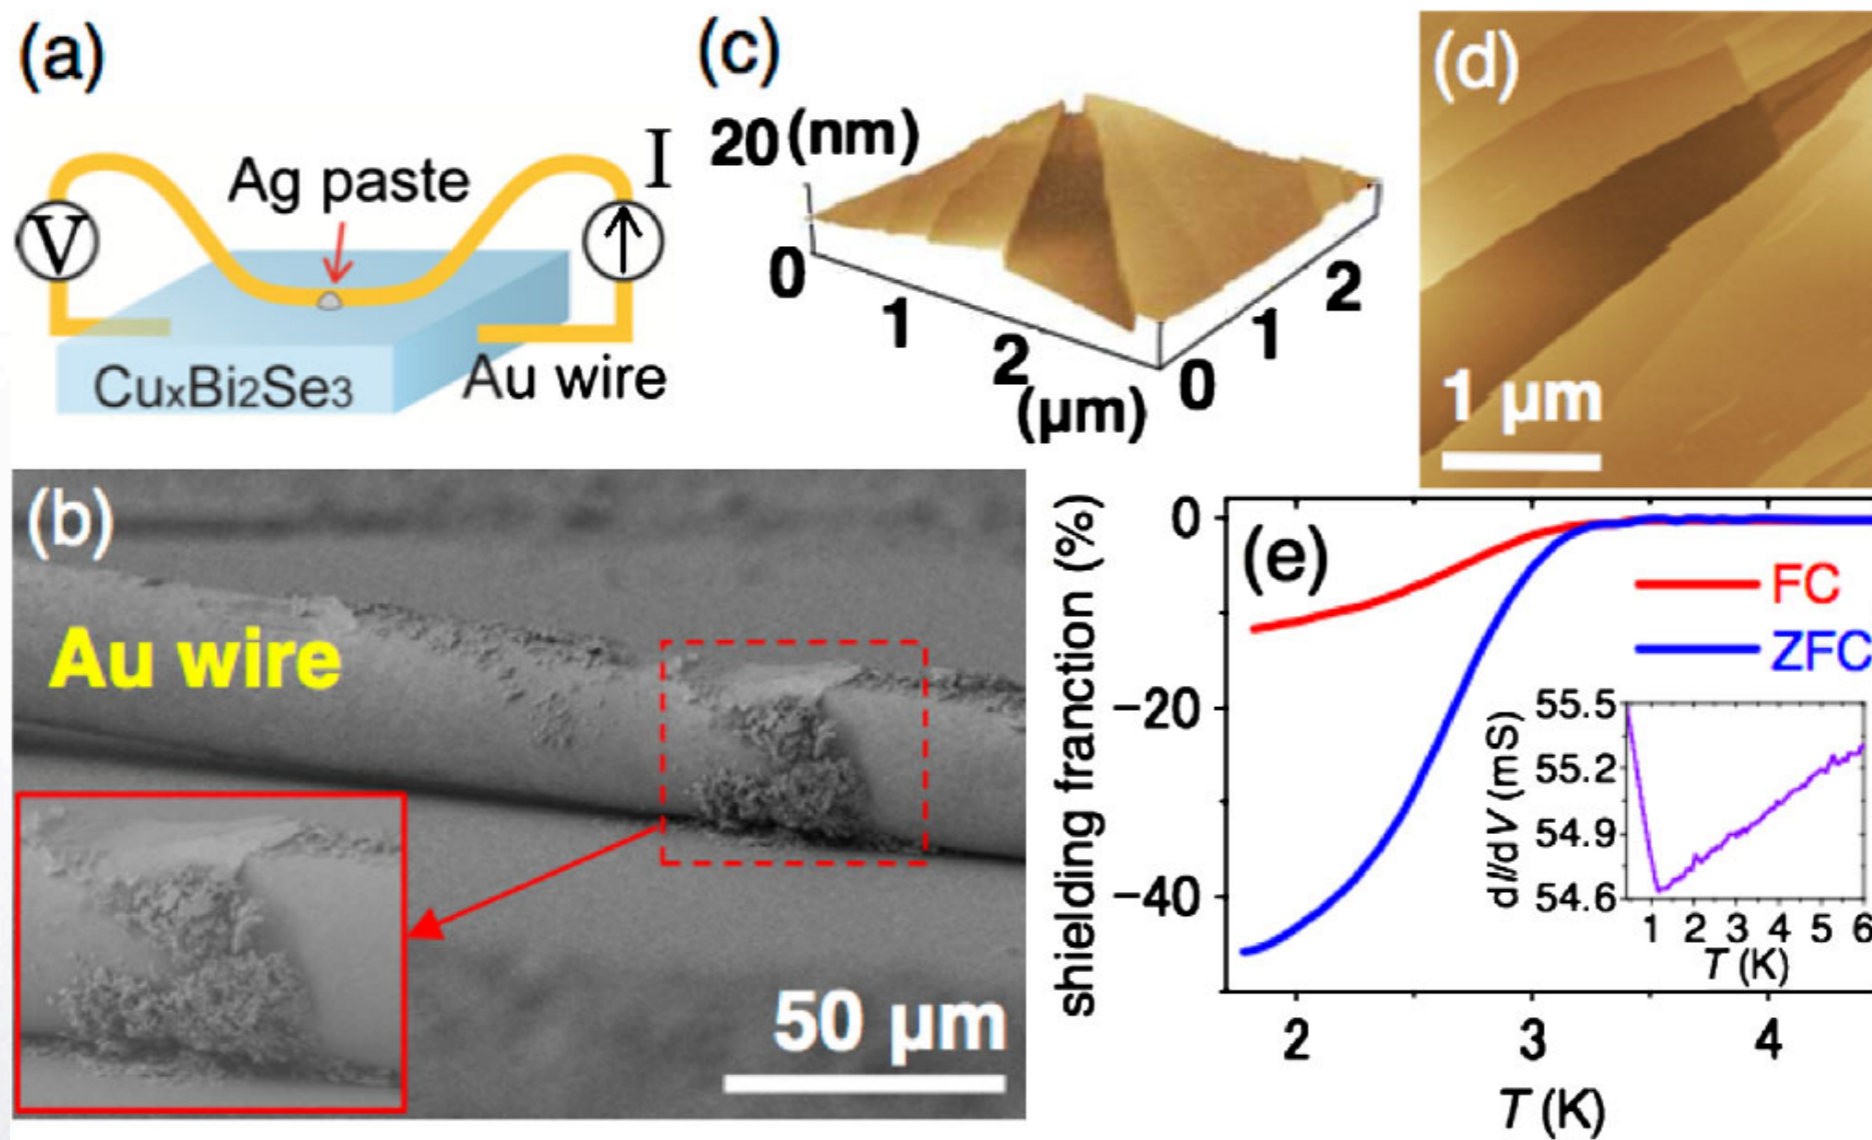 (a)
Ag paste
I
V
CuxBi2Se3
Au wire
(b)
Au wire
50 μm
(c)
20 (nm)
0
1
2
(μm)
0
1
2
(d)
1 μm
(e)
shielding franction (%)
0
−20
−40
FC
ZFC
dI/dV (mS)
55.5
55.2
54.9
54.6
1 2 3 4 5 6
T (K)
2 3 4
T (K)